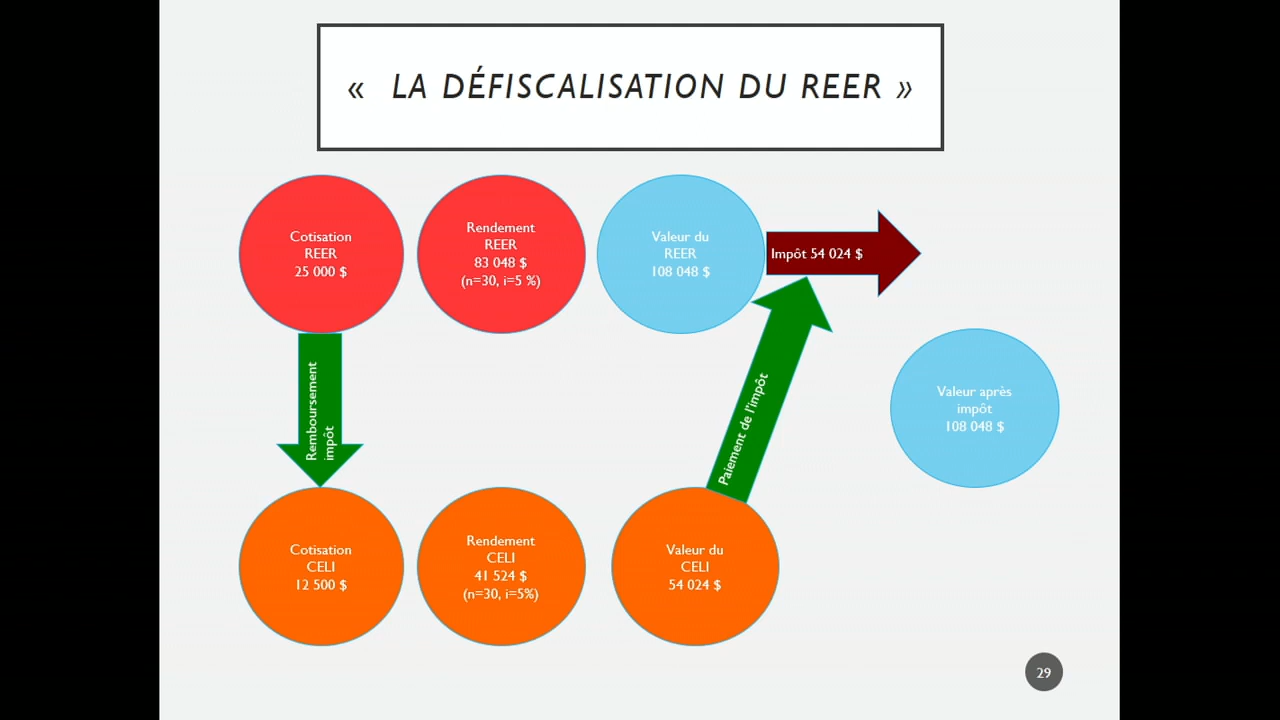 « LA DÉFISCALISATION DU REER »
Cotisation
REER
25 000 $
Rendement
REER
83 048 $
(n=30, i=5 %)
Valeur du
REER
108 048 $
Impôt 54 024 $
Remboursement
impôt
Paiement de l'impôt
Valeur après
impôt
108 048 $
Cotisation
CELI
12 500 $
Rendement
CELI
41 524 $
(n=30, i=5%)
Valeur du
CELI
54 024 $
29